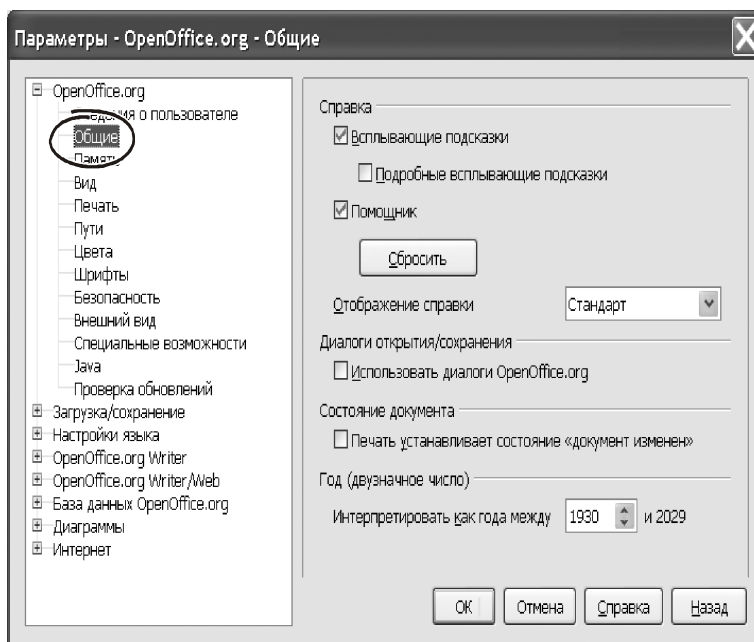 Параметры - OpenOffice.org - Общие
OpenOffice.org
Сведения о пользователе
Общие
Память
Вид
Печать
Пути
Цвета
Шрифты
Безопасность
Внешний вид
Специальные возможности
Java
Проверка обновлений
Загрузка/сохранение
Настройки языка
OpenOffice.org Writer
OpenOffice.org Writer/Web
База данных OpenOffice.org
Диаграммы
Интернет
Справка
Всплывающие подсказки
Подробные всплывающие подсказки
Помощник
Сбросить
Отображение справки Стандарт
Диалоги открытия/сохранения
Использовать диалоги OpenOffice.org
Состояние документа
Печать устанавливает состояние «документ изменен»
Год (двузначное число)
Интерпретировать как года между 1930 и 2029
ОК Отмена Справка Назад